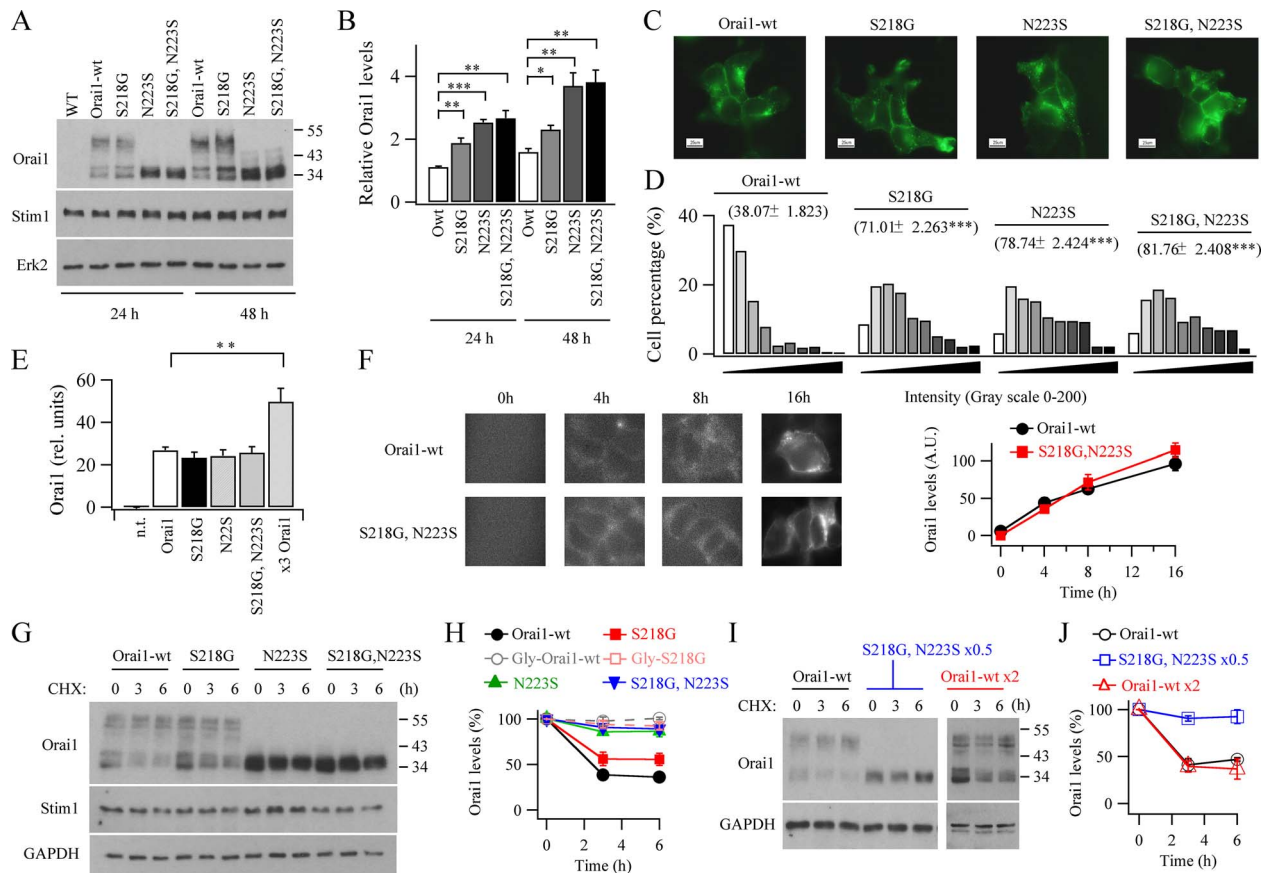 A
WT
Orai1-wt
S218G
N223S
S218G, N223S
Orai1-wt
S218G
N223S
S218G, N223S
Orai1
55
43
34
Stim1
Erk2
24 h
48 h
B
Relative Orai1 levels
4
2
0
**
***
**
**
**
*
Owt
S218G
N223S
S218G, N223S
Owt
S218G
N223S
S218G, N223S
24 h
48 h
C
Orai1-wt
S218G
N223S
S218G, N223S
D
Cell percentage (%)
40
20
0
Orai1-wt
(38.07± 1.823)
S218G
(71.01± 2.263***)
N223S
(78.74± 2.424***)
S218G, N223S
(81.76± 2.408***)
Intensity (Gray scale 0-200)
E
Orai1 (rel. units)
60
40
20
0
**
n.t.
Orai1
S218G
N22S
S218G, N223S
x3 Orai1
F
0h
4h
8h
16h
Orai1-wt
S218G, N223S
Orai1-wt
S218G,N223S
Orai1 levels (A.U.)
100
50
0
0
4
8
12
16
Time (h)
G
Orai1-wt
S218G
N223S
S218G,N223S
CHX:
0 3 6 0 3 6 0 3 6 0 3 6 (h)
Orai1
55
43
34
Stim1
GAPDH
H
Orai1-wt
S218G
Gly-Orai1-wt
Gly-S218G
N223S
S218G, N223S
Orai1 levels (%)
100
50
0
0
2
4
6
Time (h)
I
S218G, N223S x0.5
Orai1-wt
Orai1-wt x2
CHX:
0 3 6 0 3 6 0 3 6 (h)
Orai1
55
43
34
GAPDH
J
Orai1-wt
S218G, N223S x0.5
Orai1-wt x2
Orai1 levels (%)
100
50
0
0
2
4
6
Time (h)